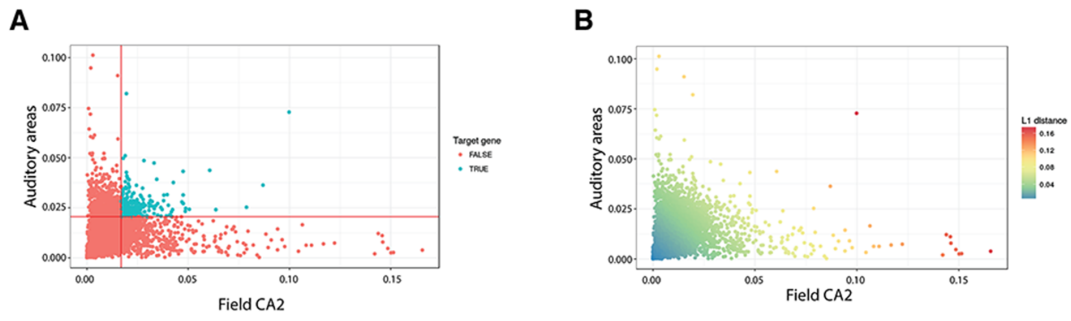 A
Auditory areas
0.100
0.075
0.050
0.025
0.000
0.00 0.05 0.10 0.15
Field CA2
Target gene
FALSE
TRUE
B
Auditory areas
0.100
0.075
0.050
0.025
0.000
0.00 0.05 0.10 0.15
Field CA2
L1 distance
0.16
0.12
0.08
0.04